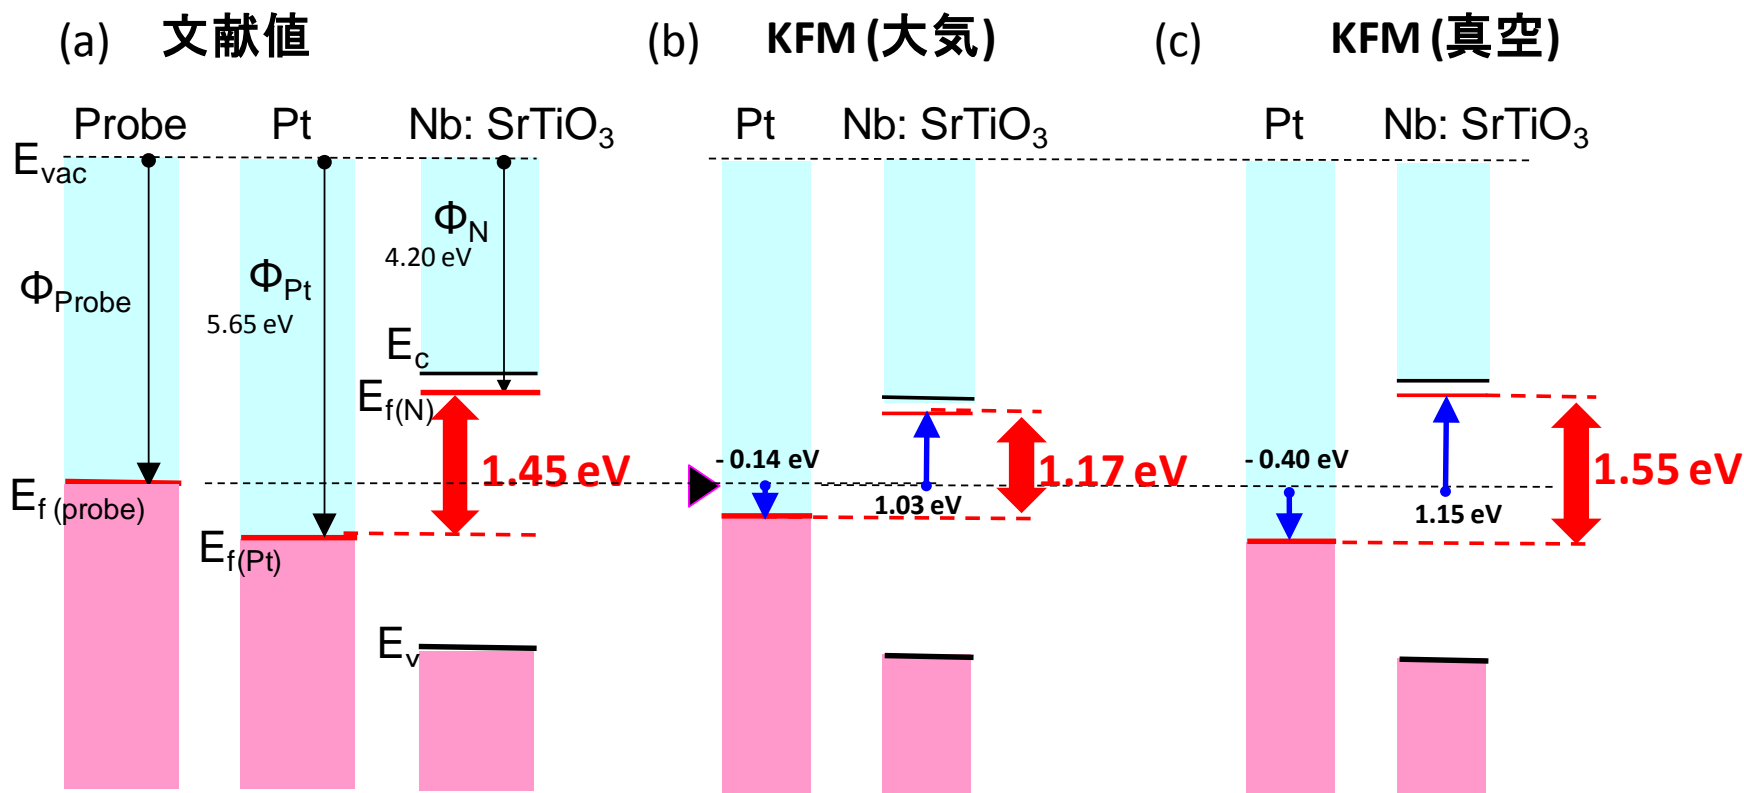 (a) 文献値
(b) KFM (大気)
(c) KFM (真空)
Probe Pt Nb: SrTiO3
Pt Nb: SrTiO3
Pt Nb: SrTiO3
Evac
ΦProbe
ΦPt
5.65 eV
ΦN
4.20 eV
Ec
Ef(N)
1.45 eV
Ef (probe)
Ef(Pt)
Ev
- 0.14 eV
1.03 eV
1.17 eV
- 0.40 eV
1.15 eV
1.55 eV